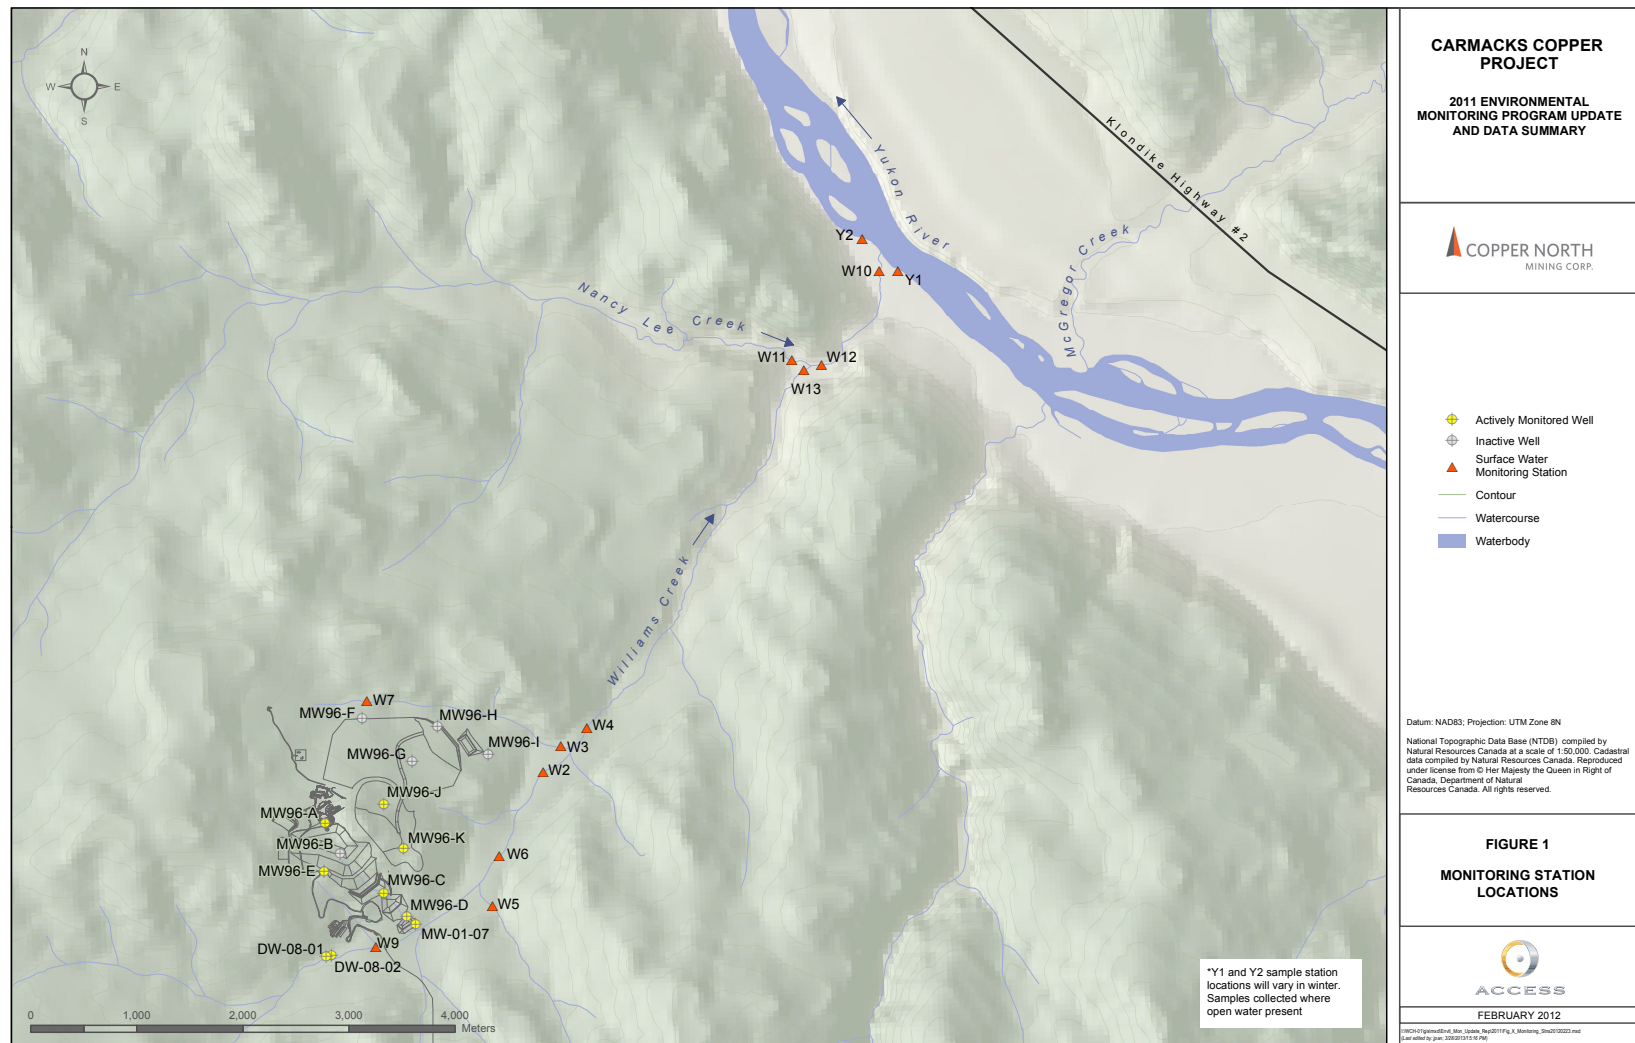 N
W
E
S
Klondike Highway #2
Yukon River
McGregor Creek
Y2
W10
Y1
Nancy Lee Creek
W11
W12
W13
Williams Creek
W7
MW96-F
MW96-H
MW96-I
MW96-G
W4
W3
W2
MW96-J
MW96-A
MW96-B
MW96-K
W6
MW96-E
MW96-C
MW96-D
W5
MW-01-07
W9
DW-08-01
DW-08-02
0 1,000 2,000 3,000 4,000
Meters
*Y1 and Y2 sample station
locations will vary in winter.
Samples collected where
open water present
CARMACKS COPPER
PROJECT
2011 ENVIRONMENTAL
MONITORING PROGRAM UPDATE
AND DATA SUMMARY
COPPER NORTH
MINING CORP.
Actively Monitored Well
Inactive Well
Surface Water
Monitoring Station
Contour
Watercourse
Waterbody
Datum: NAD83; Projection: UTM Zone 8N
National Topographic Data Base (NTDB) compiled by
Natural Resources Canada at a scale of 1:50,000. Cadastral
data compiled by Natural Resources Canada. Reproduced
under license from © Her Majesty the Queen in Right of
Canada, Department of Natural
Resources Canada. All rights reserved.
FIGURE 1
MONITORING STATION
LOCATIONS
ACCESS
FEBRUARY 2012